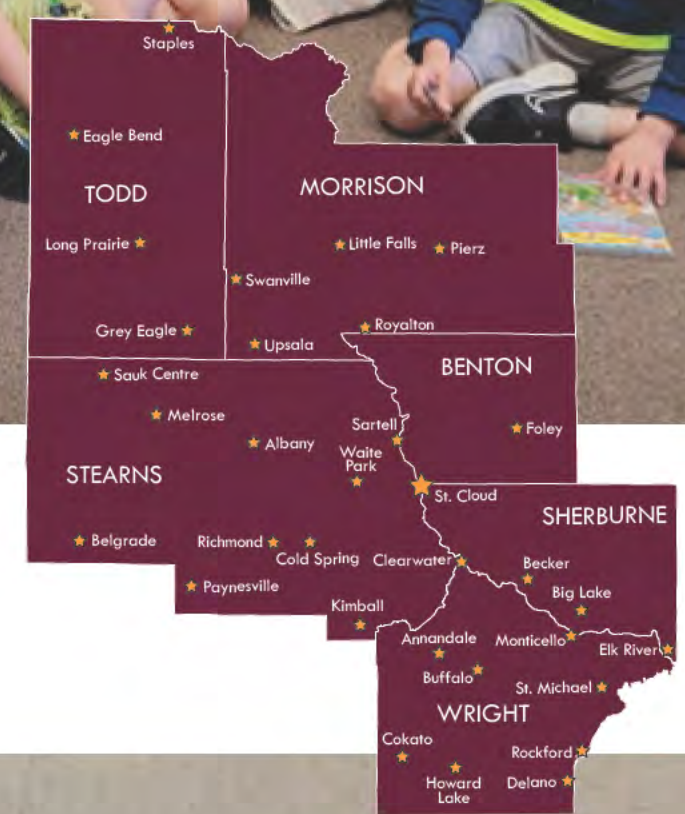 Staples
Eagle Bend
TODD
MORRISON
Long Prairie
Little Falls
Pierz
Swanville
Grey Eagle
Royalton
Upsala
BENTON
Sauk Centre
Melrose
Sartell
Foley
Albany
Waite
Park
STEARNS
St. Cloud
SHERBURNE
Belgrade
Richmond
Cold Spring
Clearwater
Becker
Paynesville
Big Lake
Kimball
Annandale
Monticello
Elk River
Buffalo
St. Michael
WRIGHT
Cokato
Rockford
Howard
Lake
Delano